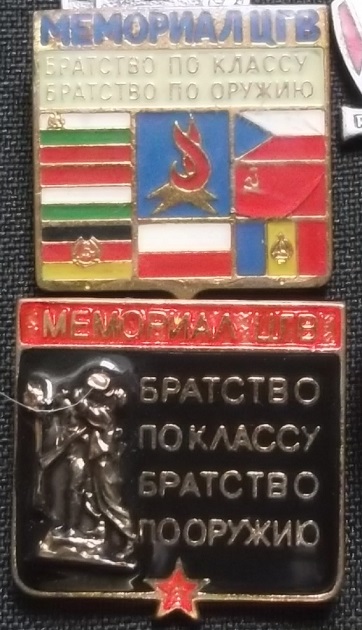 МЕМОРИАЛ ЦГВ
БРАТСТВО ПО КЛАССУ
БРАТСТВО ПО ОРУЖИЮ
МЕМОРИАЛ ЦГВ
БРАТСТВО
ПО КЛАССУ
БРАТСТВО
ПО ОРУЖИЮ